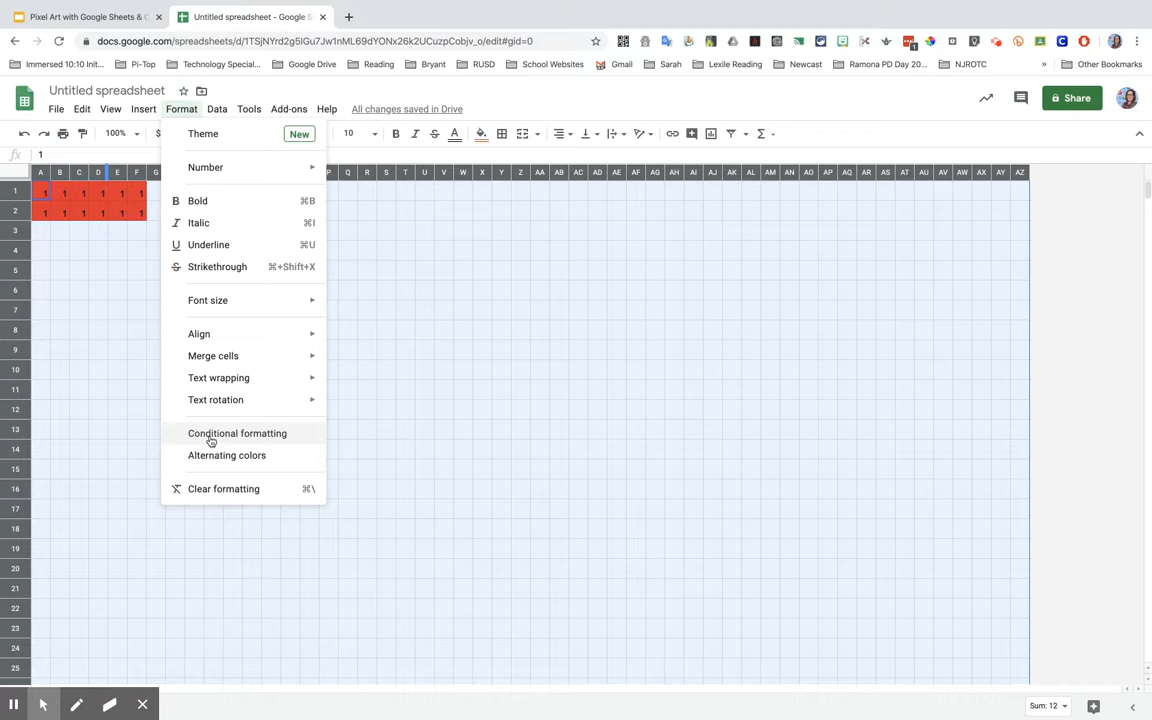 Pixel Art with Google Sheets & C
Untitled spreadsheet - Google S
docs.google.com/spreadsheets/d/1TSjNYrd2g5lGu7Jw1nML69dYONx26k2UCuzpCobjv_o/edit#gid=0
Immersed 10:10 Init... Pi-Top Technology Special... Google Drive Reading Bryant RUSD School Websites Gmail Sarah Lexile Reading Newcast Ramona PD Day 20... NJROTC » Other Bookmarks
Untitled spreadsheet
File Edit View Insert Format Data Tools Add-ons Help All changes saved in Drive
Share
100% $ 10 B I S A
fx 1
A B C D E F G P Q R S T U V W X Y Z AA AB AC AD AE AF AG AH AI AJ AK AL AM AN AO AP AQ AR AS AT AU AV AW AX AY AZ
1 1 1 1 1 1 1
2 1 1 1 1 1 1
3
4
5
6
7
8
9
10
11
12
13
14
15
16
17
18
19
20
21
22
23
24
25
Theme New
Number
B Bold ⌘B
I Italic ⌘I
U Underline ⌘U
S Strikethrough ⌘+Shift+X
Font size
Align
Merge cells
Text wrapping
Text rotation
Conditional formatting
Alternating colors
Clear formatting ⌘\
Sum: 12